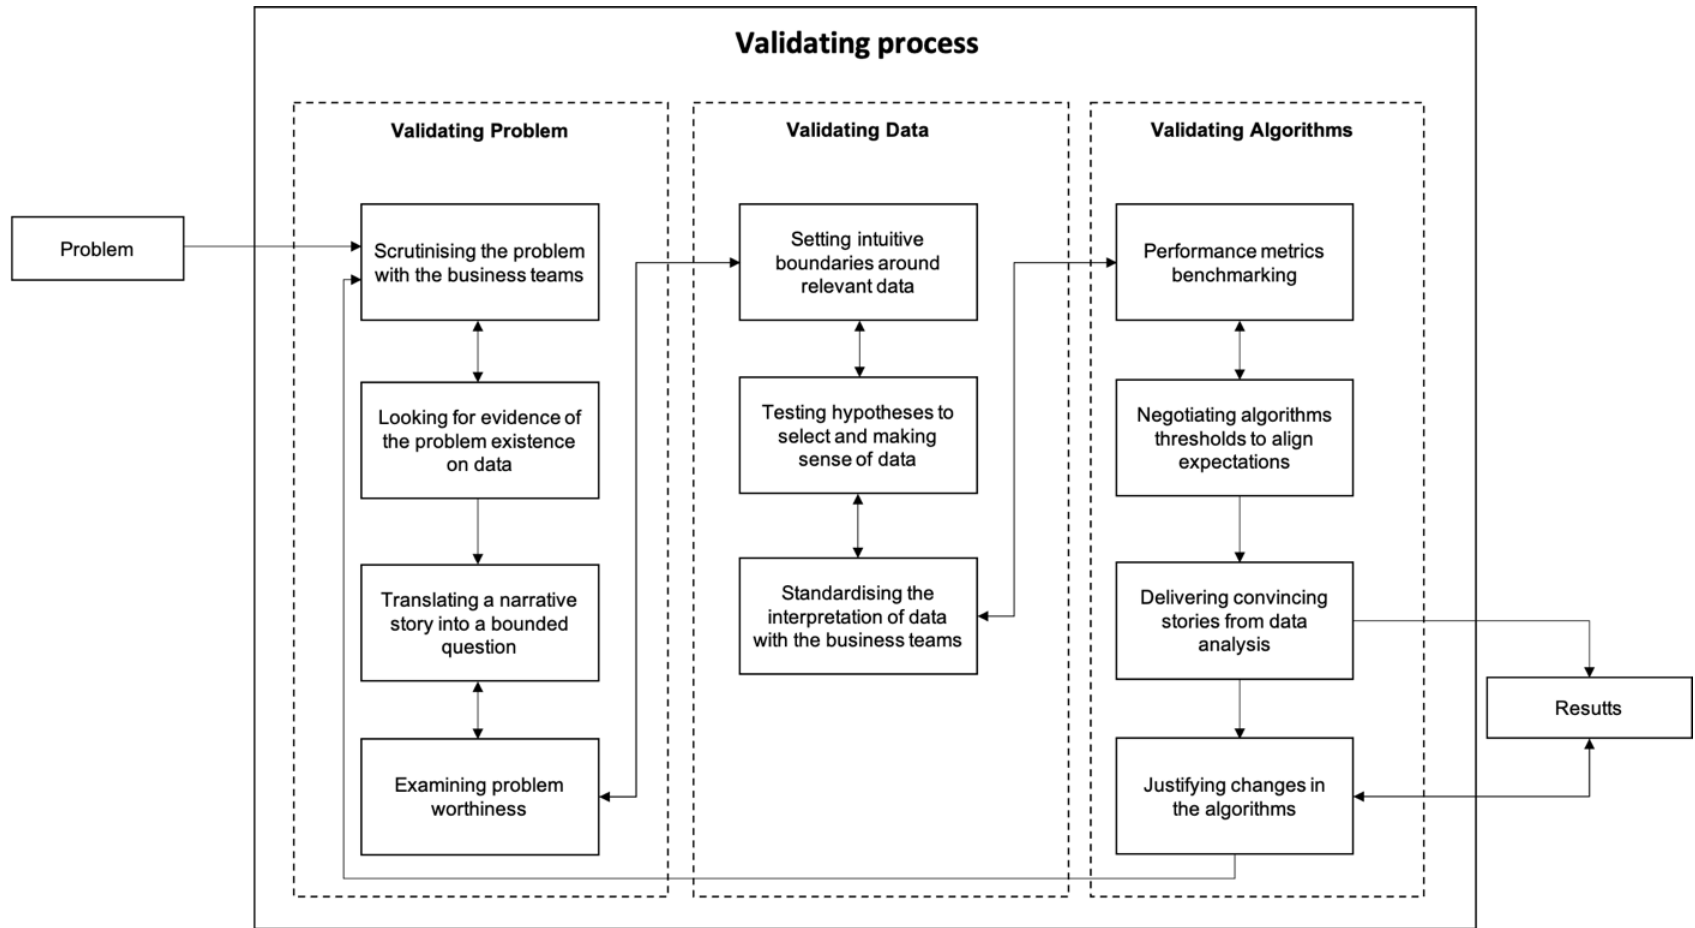 Validating process
Validating Problem
Validating Data
Validating Algorithms
Problem
Scrutinising the problem
with the business teams
Looking for evidence of
the problem existence
on data
Translating a narrative
story into a bounded
question
Examining problem
worthiness
Setting intuitive
boundaries around
relevant data
Testing hypotheses to
select and making
sense of data
Standardising the
interpretation of data
with the business teams
Performance metrics
benchmarking
Negotiating algorithms
thresholds to align
expectations
Delivering convincing
stories from data
analysis
Justifying changes in
the algorithms
Resutts